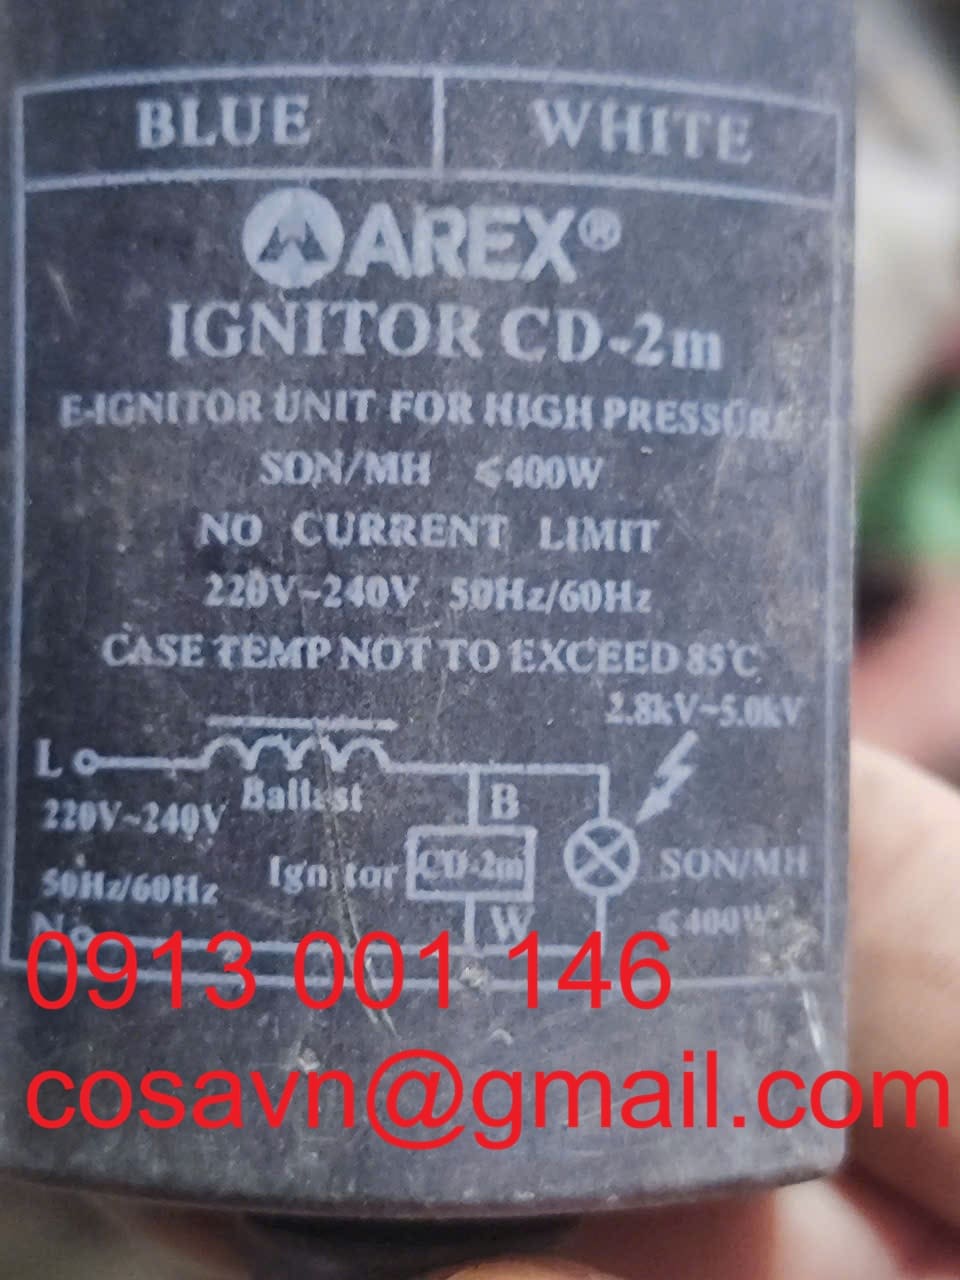 BLUE WHITE
AREX®
IGNITOR CD-2m
E-IGNITOR UNIT FOR HIGH PRESSURE
SON/MH ≤400W
NO CURRENT LIMIT
220V~240V 50Hz/60Hz
CASE TEMP NOT TO EXCEED 85℃
2.8kV~5.0kV
L
Ballast
B
220V~240V
Ignitor CD-2m
SON/MH
50Hz/60Hz
W
≤400W
N
0913 001 146
cosavn@gmail.com